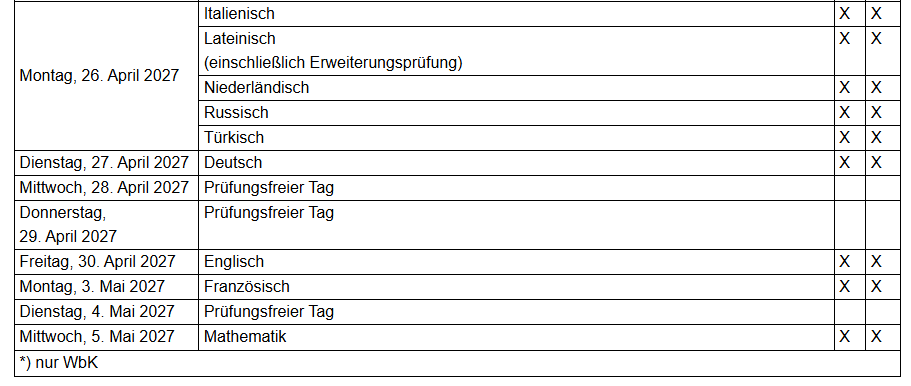 Italienisch X X
Montag, 26. April 2027
Lateinisch X X
(einschließlich Erweiterungsprüfung)
Niederländisch X X
Russisch X X
Türkisch X X
Dienstag, 27. April 2027 Deutsch X X
Mittwoch, 28. April 2027 Prüfungsfreier Tag
Donnerstag, Prüfungsfreier Tag
29. April 2027
Freitag, 30. April 2027 Englisch X X
Montag, 3. Mai 2027 Französisch X X
Dienstag, 4. Mai 2027 Prüfungsfreier Tag
Mittwoch, 5. Mai 2027 Mathematik X X
*) nur WbK